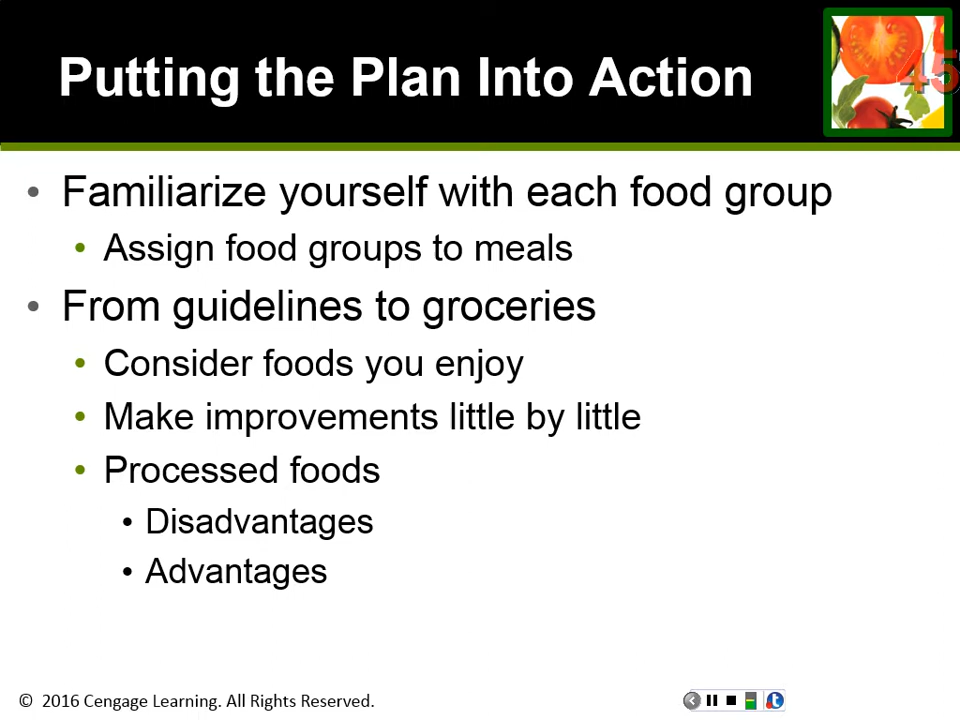 Putting the Plan Into Action
45
• Familiarize yourself with each food group
• Assign food groups to meals
• From guidelines to groceries
• Consider foods you enjoy
• Make improvements little by little
• Processed foods
• Disadvantages
• Advantages
© 2016 Cengage Learning. All Rights Reserved.
t